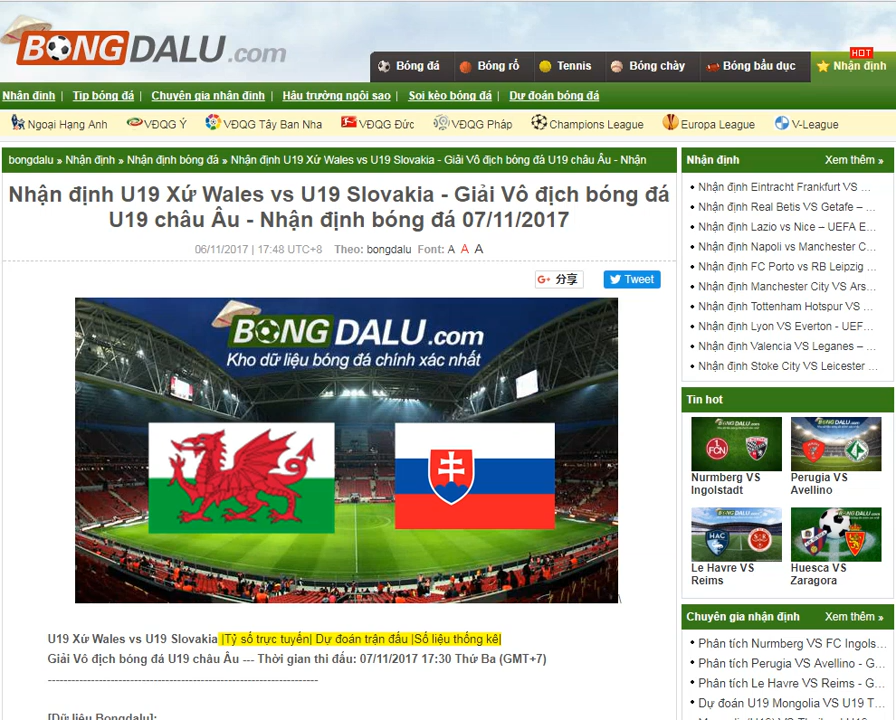 BONGDALU.com
Bóng đá
Bóng rổ
Tennis
Bóng chày
Bóng bầu dục
HOT
Nhận định
Nhận định | Tip bóng đá | Chuyên gia nhận định | Hậu trường ngôi sao | Soi kèo bóng đá | Dự đoán bóng đá
Ngoại Hạng Anh VĐQG Ý VĐQG Tây Ban Nha VĐQG Đức VĐQG Pháp Champions League Europa League V-League
bongdalu » Nhận định » Nhận định bóng đá » Nhận định U19 Xứ Wales vs U19 Slovakia - Giải Vô địch bóng đá U19 châu Âu - Nhận
Nhận định U19 Xứ Wales vs U19 Slovakia - Giải Vô địch bóng đá
U19 châu Âu - Nhận định bóng đá 07/11/2017
06/11/2017 | 17:48 UTC+8 Theo: bongdalu Font: A A A
G+ 分享
Tweet
BONGDALU.com
Kho dữ liệu bóng đá chính xác nhất
U19 Xứ Wales vs U19 Slovakia |Tỷ số trực tuyến| Dự đoán trận đấu |Số liệu thống kê|
Giải Vô địch bóng đá U19 châu Âu --- Thời gian thi đấu: 07/11/2017 17:30 Thứ Ba (GMT+7)
--------------------------------------------------------------------
[Dữ liệu Bongdalu]:
Nhận định Xem thêm »
Nhận định Eintracht Frankfurt VS ...
Nhận định Real Betis VS Getafe – ...
Nhận định Lazio vs Nice – UEFA E...
Nhận định Napoli vs Manchester C...
Nhận định FC Porto vs RB Leipzig ...
Nhận định Manchester City VS Ars...
Nhận định Tottenham Hotspur VS ...
Nhận định Lyon VS Everton - UEF...
Nhận định Valencia VS Leganes – ...
Nhận định Stoke City VS Leicester ...
Tin hot
Nurmberg VS
Ingolstadt
Perugia VS
Avellino
Le Havre VS
Reims
Huesca VS
Zaragora
Chuyên gia nhận định Xem thêm »
Phân tích Nurmberg VS FC Ingols...
Phân tích Perugia VS Avellino - G...
Phân tích Le Havre VS Reims - G...
Dự đoán U19 Mongolia VS U19 T...